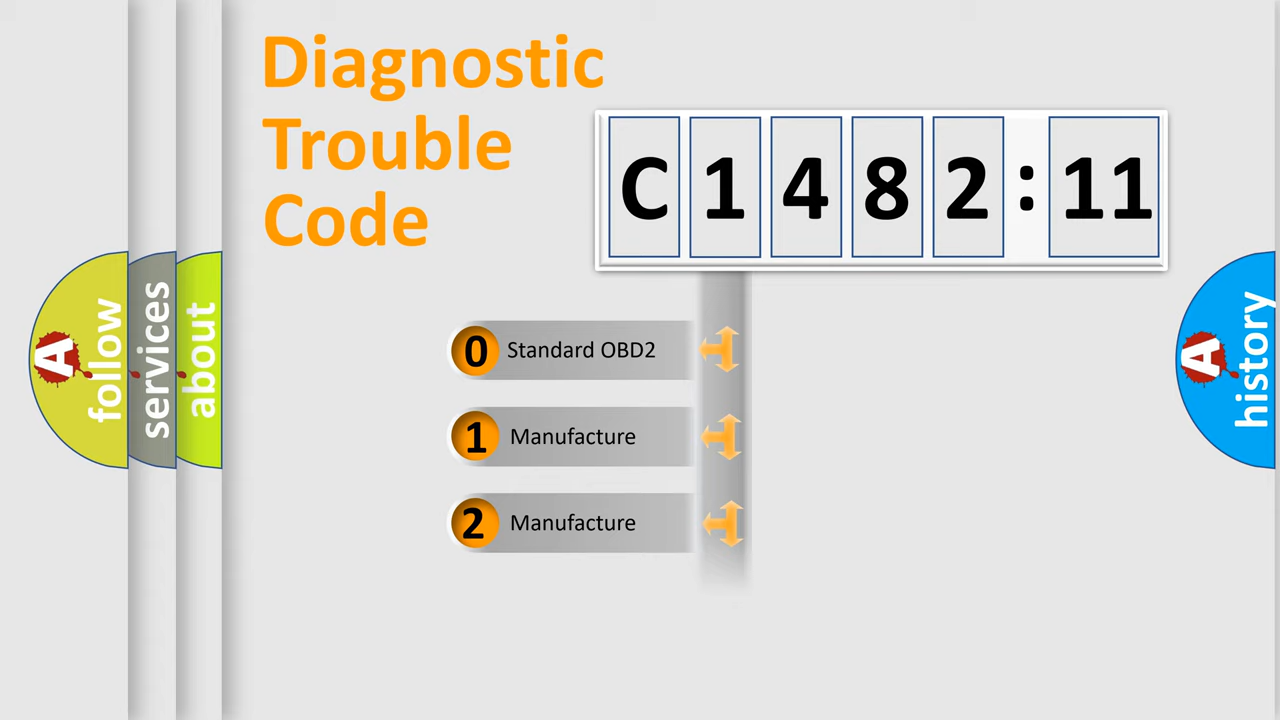 Diagnostic
Trouble
Code
C 1 4 8 2 : 11
0 Standard OBD2
1 Manufacture
2 Manufacture
A follow
services
about
A history